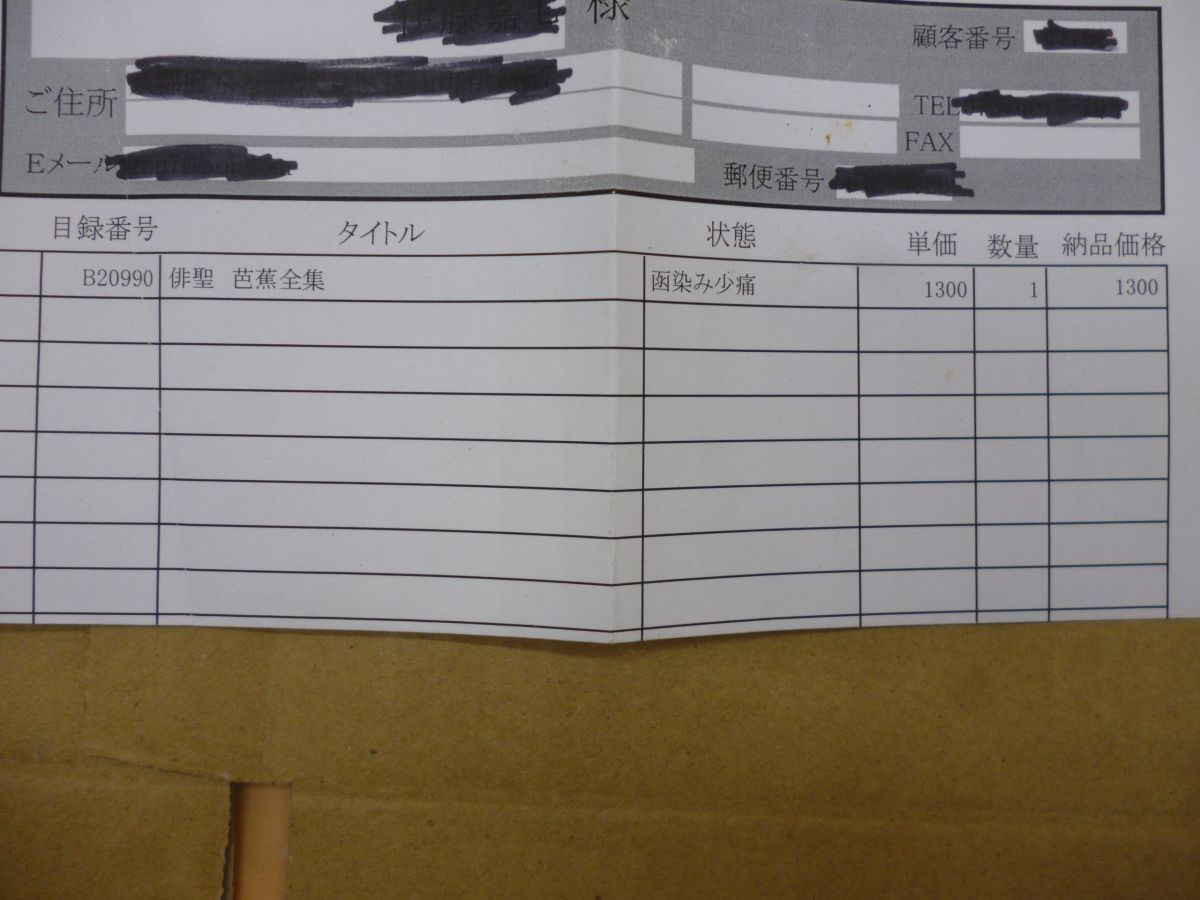 様
顧客番号
ご住所
TEL
FAX
Eメール
郵便番号
目録番号 タイトル 状態 単価 数量 納品価格
B20990 俳聖 芭蕉全集 函染み少痛 1300 1 1300